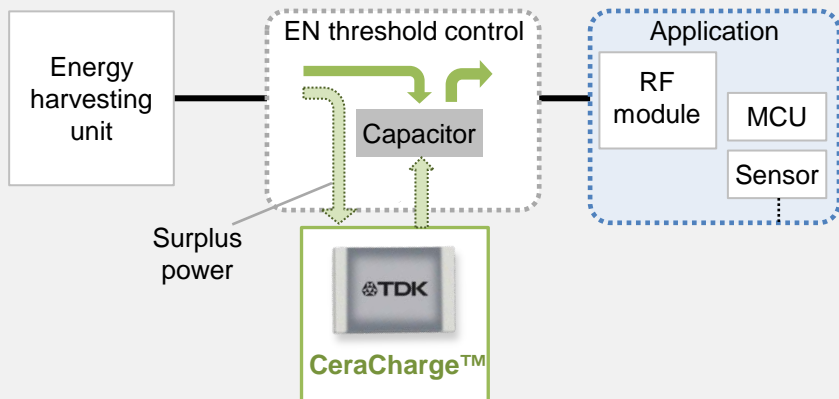 Energy
harvesting
unit
EN threshold control
Capacitor
Surplus
power
TDK
CeraCharge™
Application
RF
module
MCU
Sensor